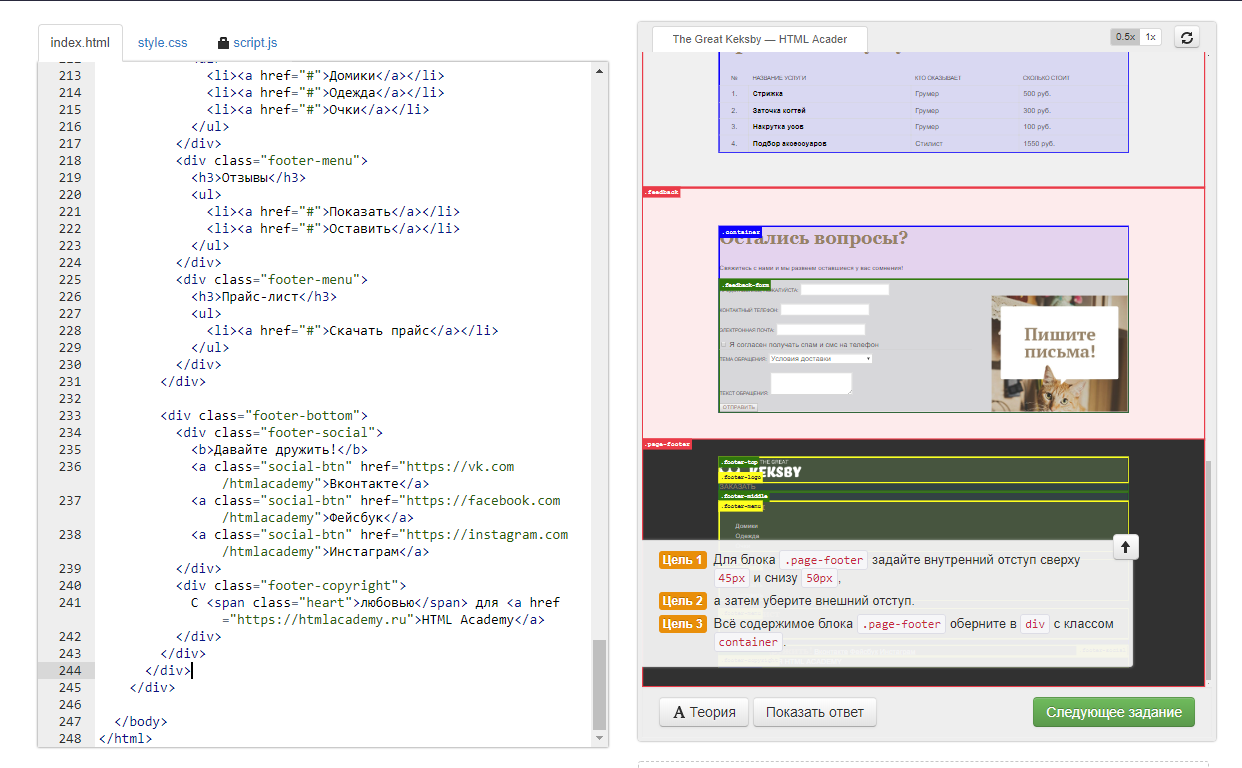 index.html style.css script.js
213 <li><a href="#">Домики</a></li>
214 <li><a href="#">Одежда</a></li>
215 <li><a href="#">Очки</a></li>
216 </ul>
217 </div>
218 <div class="footer-menu">
219 <h3>Отзывы</h3>
220 <ul>
221 <li><a href="#">Показать</a></li>
222 <li><a href="#">Оставить</a></li>
223 </ul>
224 </div>
225 <div class="footer-menu">
226 <h3>Прайс-лист</h3>
227 <ul>
228 <li><a href="#">Скачать прайс</a></li>
229 </ul>
230 </div>
231 </div>
232
233 <div class="footer-bottom">
234 <div class="footer-social">
235 <b>Давайте дружить!</b>
236 <a class="social-btn" href="https://vk.com
/htmlacademy">Вконтакте</a>
237 <a class="social-btn" href="https://facebook.com
/htmlacademy">Фейсбук</a>
238 <a class="social-btn" href="https://instagram.com
/htmlacademy">Инстаграм</a>
239 </div>
240 <div class="footer-copyright">
241 С <span class="heart">любовью</span> для <a href
="https://htmlacademy.ru">HTML Academy</a>
242 </div>
243 </div>
244 </div>
245 </div>
246
247 </body>
248 </html>
The Great Keksby — HTML Acader
0.5x 1x
№ НАЗВАНИЕ УСЛУГИ КТО ОКАЗЫВАЕТ СКОЛЬКО СТОИТ
1. Стрижка Грумер 500 руб.
2. Заточка когтей Грумер 300 руб.
3. Накрутка усов Грумер 100 руб.
4. Подбор аксессуаров Стилист 1550 руб.
.feedback
.container
Остались вопросы?
Свяжитесь с нами и мы развеим оставшиеся у вас сомнения!
.feedback-form
КОНТАКТНЫЙ ТЕЛЕФОН:
ЭЛЕКТРОННАЯ ПОЧТА:
Я согласен получать спам и смс на телефон
ТЕМА ОБРАЩЕНИЯ: Условия доставки
ТЕКСТ ОБРАЩЕНИЯ:
ОТПРАВИТЬ
Пишите
письма!
.page-footer
.footer-top THE GREAT
KEKSBY
.footer-logo
ЗАКАЗАТЬ
.footer-middle
.footer-menu
Домики
Одежда
Цель 1 Для блока .page-footer задайте внутренний отступ сверху
45px и снизу 50px ,
Цель 2 а затем уберите внешний отступ.
Цель 3 Всё содержимое блока .page-footer оберните в div с классом
container .
Теория Показать ответ Следующее задание